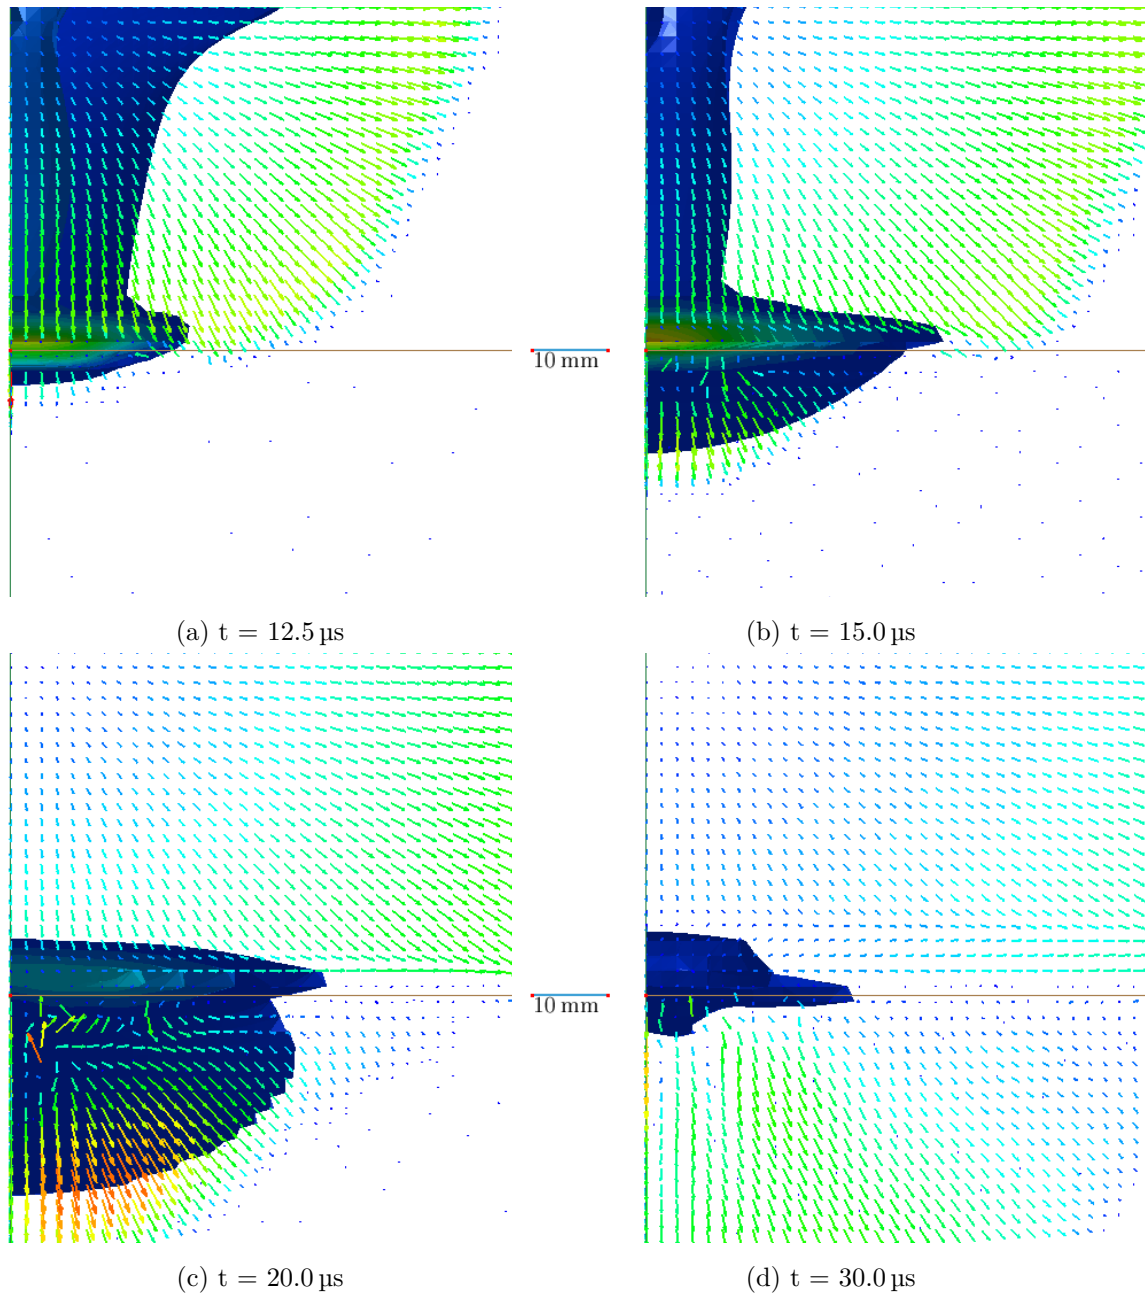 10 mm
(a) t = 12.5 µs
(b) t = 15.0 µs
10 mm
(c) t = 20.0 µs
(d) t = 30.0 µs